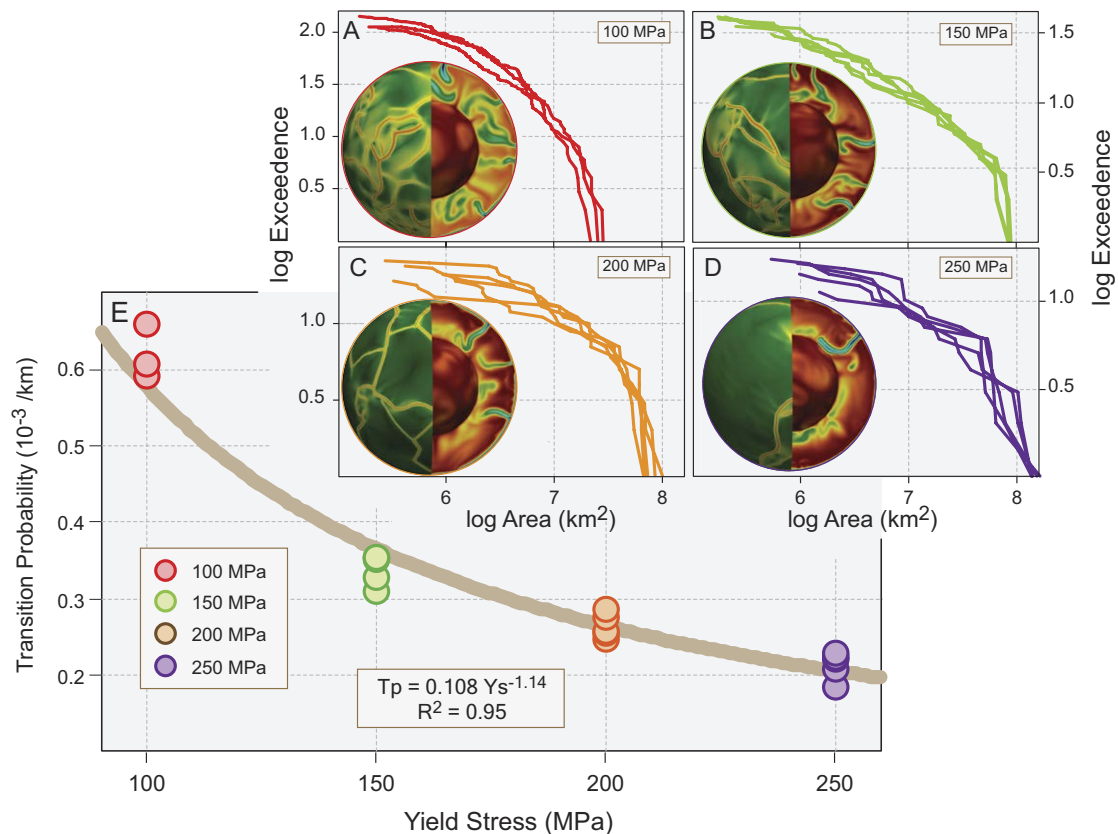 A
100 MPa
2.0
1.5
1.0
0.5
log Exceedence
B
150 MPa
1.5
1.0
0.5
log Exceedence
C
200 MPa
1.0
0.5
6
7
8
log Area (km²)
D
250 MPa
1.0
0.5
6
7
8
log Area (km²)
E
0.6
0.5
0.4
0.3
0.2
Transition Probability (10⁻³ /km)
100 MPa
150 MPa
200 MPa
250 MPa
Tp = 0.108 Ys⁻¹·¹⁴
R² = 0.95
100
150
200
250
Yield Stress (MPa)